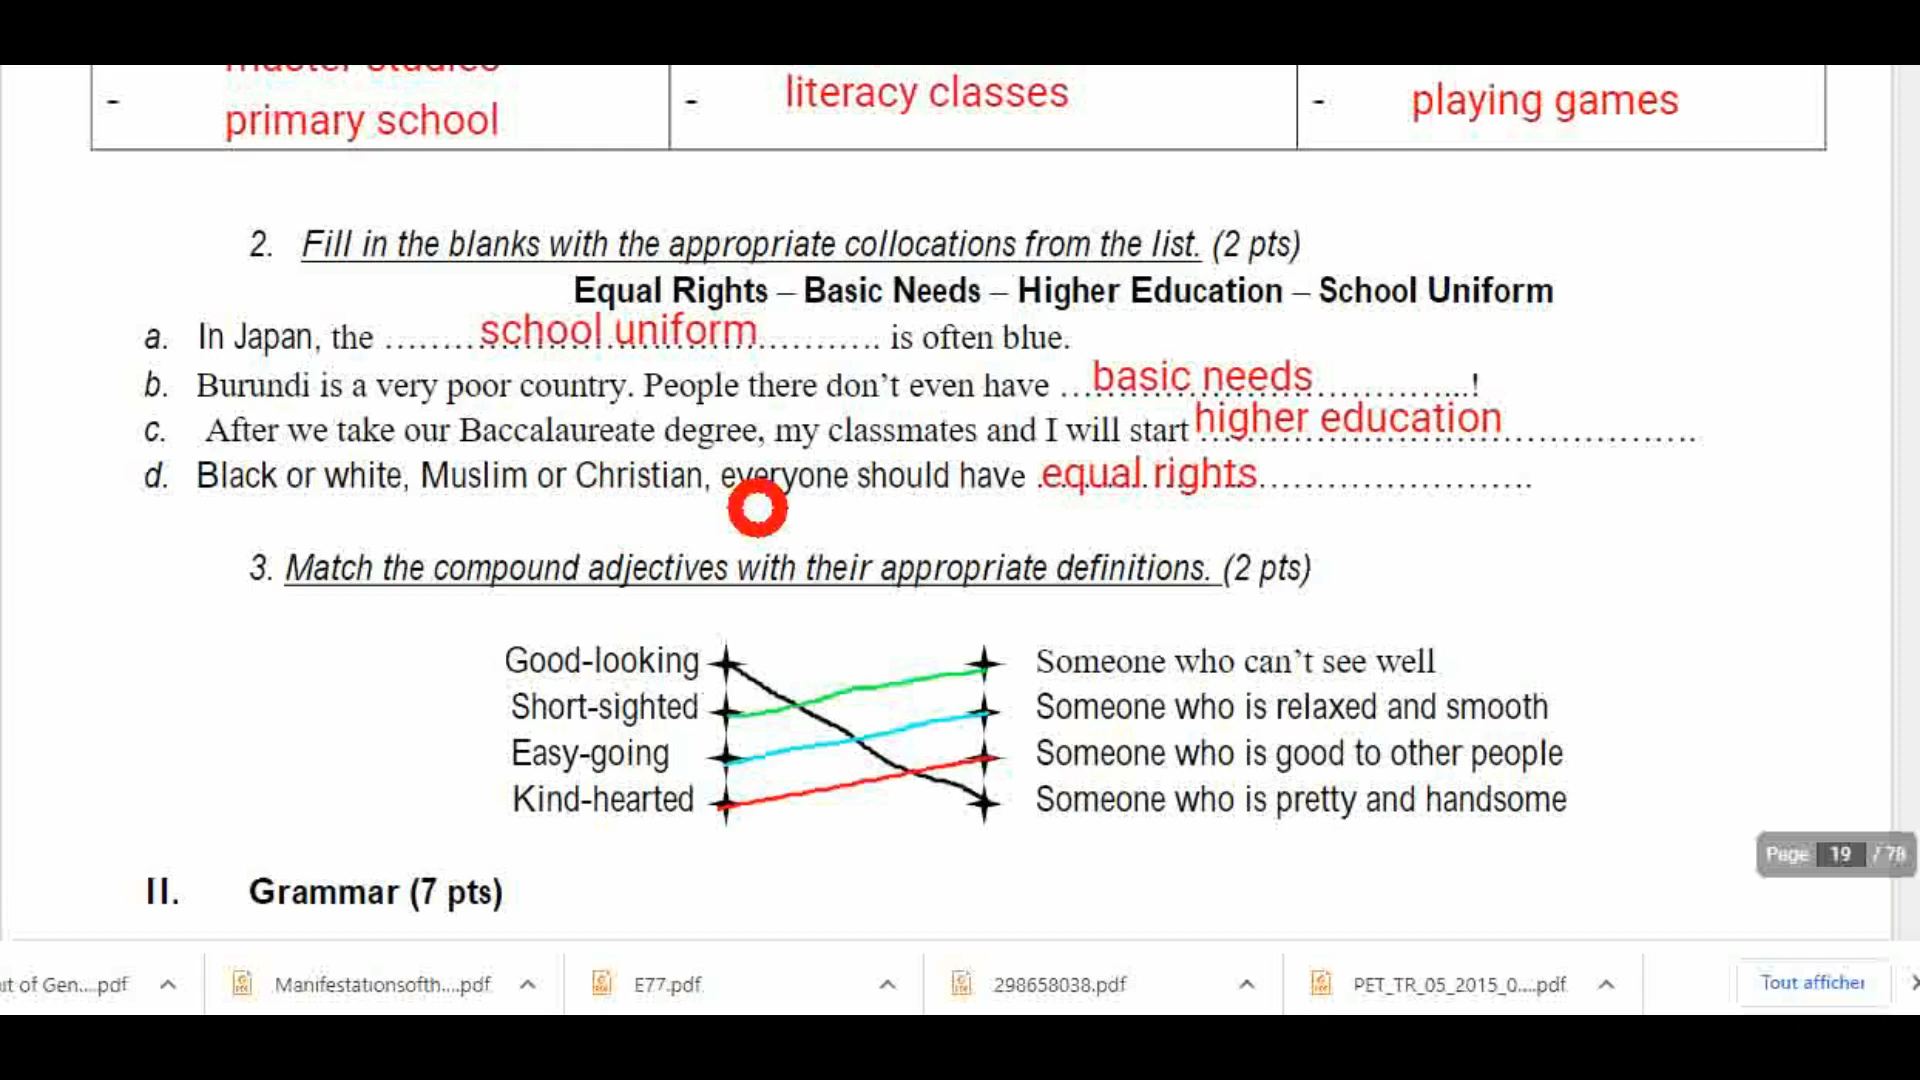 master studies
- primary school - literacy classes - playing games
2. Fill in the blanks with the appropriate collocations from the list. (2 pts)
Equal Rights – Basic Needs – Higher Education – School Uniform
a. In Japan, the ........school uniform............ is often blue.
b. Burundi is a very poor country. People there don't even have ...basic needs..............!
c. After we take our Baccalaureate degree, my classmates and I will start higher education....................
d. Black or white, Muslim or Christian, everyone should have equal rights..........................
3. Match the compound adjectives with their appropriate definitions. (2 pts)
Good-looking Someone who can't see well
Short-sighted Someone who is relaxed and smooth
Easy-going Someone who is good to other people
Kind-hearted Someone who is pretty and handsome
Page 19 / 78
II. Grammar (7 pts)
it of Gen....pdf Manifestationsofth....pdf E77.pdf 298658038.pdf PET_TR_05_2015_0....pdf Tout afficher